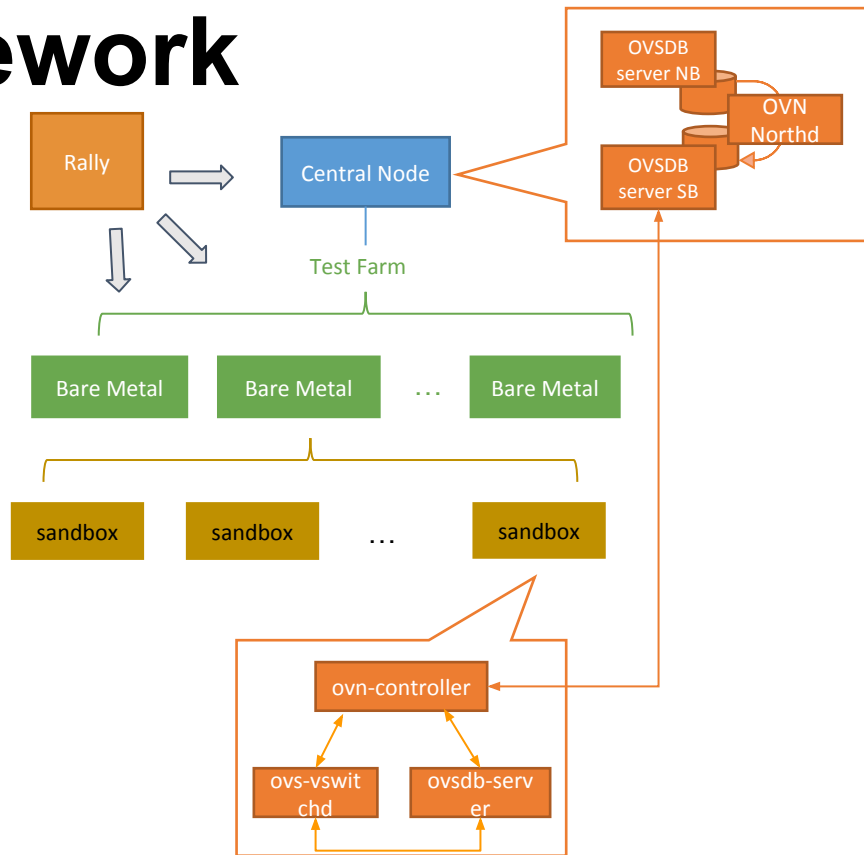 ework
OVSDB
server NB
OVN
Northd
OVSDB
server SB
Rally
Central Node
Test Farm
Bare Metal
Bare Metal
...
Bare Metal
sandbox
sandbox
...
sandbox
ovn-controller
ovs-vswit
chd
ovsdb-serv
er